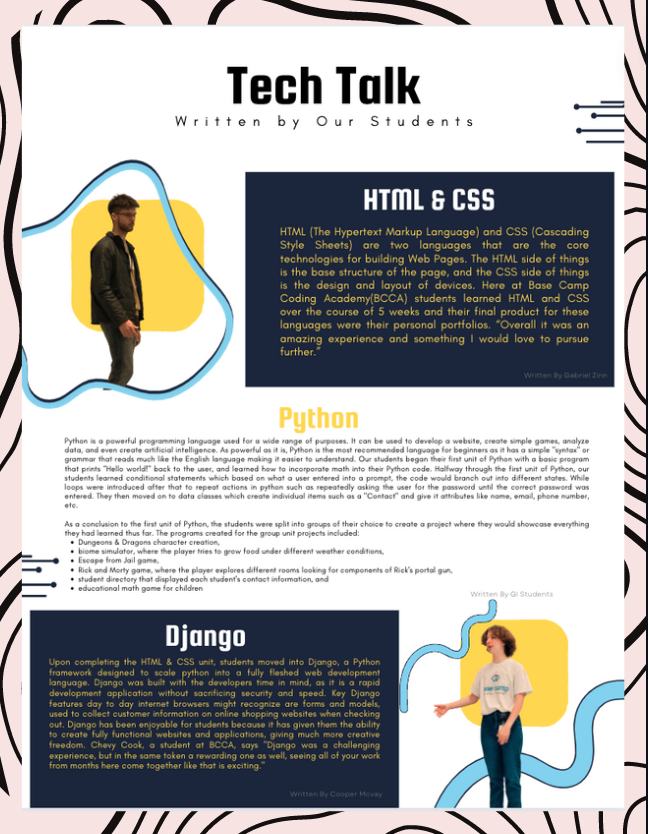 Tech Talk
Written by Our Students
HTML & CSS
HTML (The Hypertext Markup Language) and CSS (Cascading
Style Sheets) are two languages that are the core
technologies for building Web Pages. The HTML side of things
is the base structure of the page, and the CSS side of things
is the design and layout of devices. Here at Base Camp
Coding Academy(BCCA) students learned HTML and CSS
over the course of 5 weeks and their final product for these
languages were their personal portfolios. "Overall it was an
amazing experience and something I would love to pursue
further."
Written By Gabriel Zinn
Python
Python is a powerful programming language used for a wide range of purposes. It can be used to develop a website, create simple games, analyze
data, and even create artificial intelligence. As powerful as it is, Python is the most recommended language for beginners as it has a simple "syntax" or
grammar that reads much like the English language making it easier to understand. Our students began their first unit of Python with a basic program
that prints "Hello world!" back to the user, and learned how to incorporate math into their Python code. Halfway through the first unit of Python, our
students learned conditional statements which based on what a user entered into a prompt, the code would branch out into different states. While
loops were introduced after that to repeat actions in python such as repeatedly asking the user for the password until the correct password was
entered. They then moved on to data classes which create individual items such as a "Contact" and give it attributes like name, email, phone number,
etc.
As a conclusion to the first unit of Python, the students were split into groups of their choice to create a project where they would showcase everything
they had learned thus far. The programs created for the group unit projects included:
• Dungeons & Dragons character creation,
• biome simulator, where the player tries to grow food under different weather conditions,
• Escape from Jail game,
• Rick and Morty game, where the player explores different rooms looking for components of Rick's portal gun,
• student directory that displayed each student's contact information, and
• educational math game for children
Written By GI Students
Django
Upon completing the HTML & CSS unit, students moved into Django, a Python
framework designed to scale python into a fully fleshed web development
language. Django was built with the developers time in mind, as it is a rapid
development application without sacrificing security and speed. Key Django
features day to day internet browsers might recognize are forms and models,
used to collect customer information on online shopping websites when checking
out. Django has been enjoyable for students because it has given them the ability
to create fully functional websites and applications, giving much more creative
freedom. Chevy Cook, a student at BCCA, says "Django was a challenging
experience, but in the same token a rewarding one as well, seeing all of your work
from months here come together like that is exciting."
Written By Cooper Mcvay